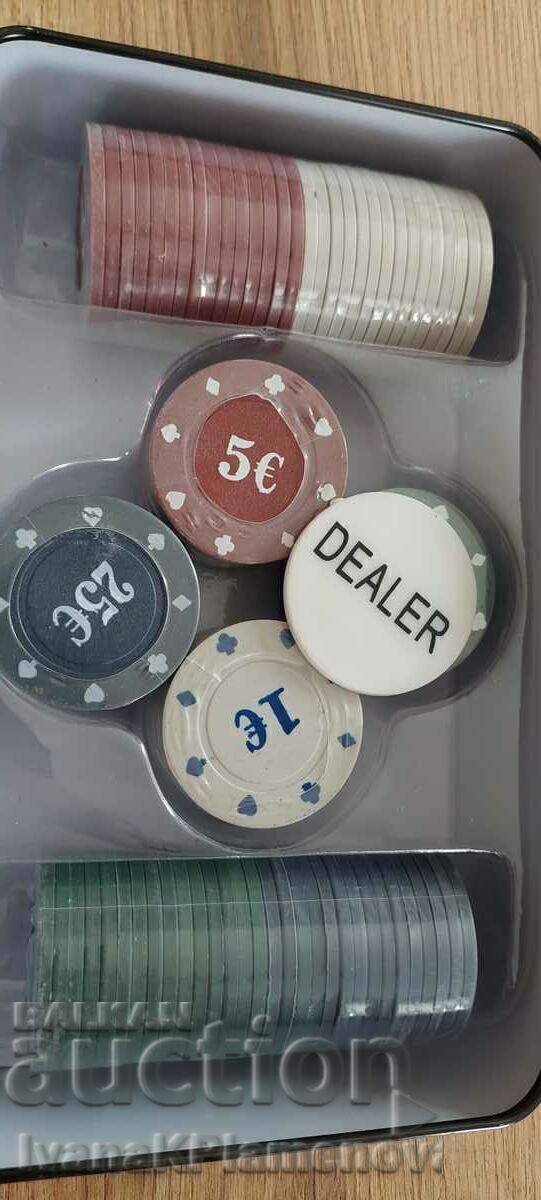 5€
DEALER
25€
1€
BALKAN
auction
IvanaKPlamenov